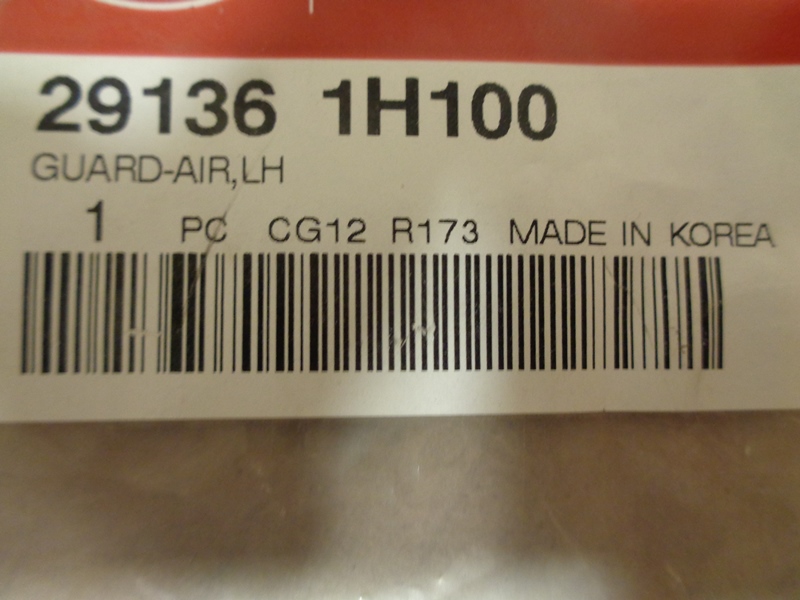 29136 1H100
GUARD-AIR,LH
1 PC CG12 R173 MADE IN KOREA